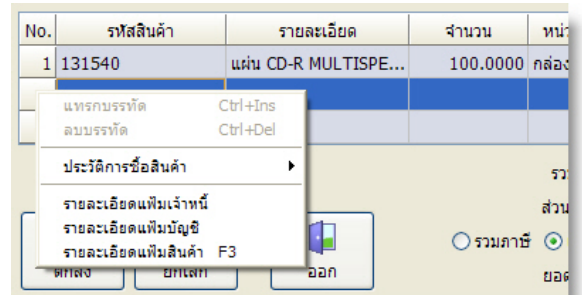 No. รหัสสินค้า รายละเอียด จำนวน หน่
1 131540 แผ่น CD-R MULTISPE... 100.0000 กล่อง
แทรกบรรทัด Ctrl+Ins
ลบบรรทัด Ctrl+Del
ประวัติการซื้อสินค้า
รายละเอียดแฟ้มเจ้าหนี้
รายละเอียดแฟ้มบัญชี
รายละเอียดแฟ้มสินค้า F3
รว
ส่วน
รวมภาษี
ตกลง ยกเลิก ออก
ยอด